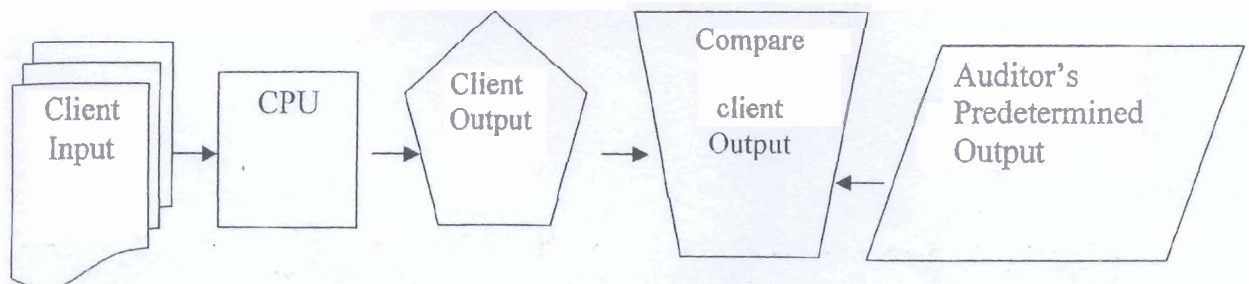 Client
Input
CPU
Client
Output
Compare
client
Output
Auditor's
Predetermined
Output